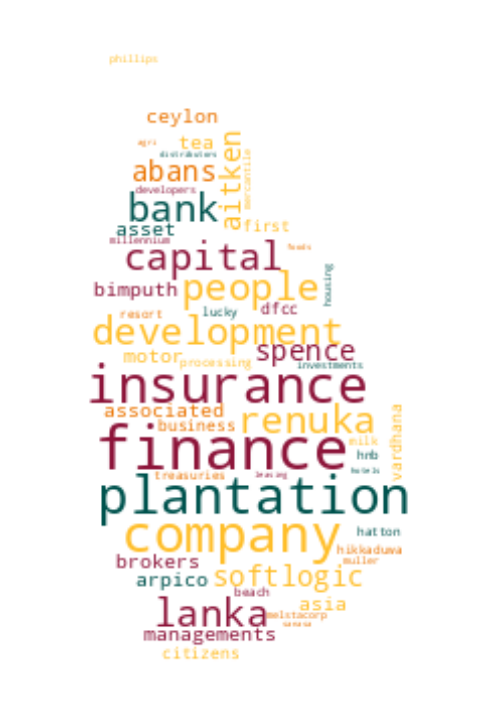 phillips
ceylon
agri
tea
distributors
aitken
mercantile
abans
developers
bank
asset
first
millennium
foods
capital
bimputh
people
housing
resort
lucky
dfcc
development
motor
processing
spence
investments
insurance
associated
business
renuka
vardhana
finance
milk
hnb
treasuries
leasing
hotels
plantation
company
hatton
hikkaduwa
brokers
muller
arpico
softlogic
beach
asia
lanka
melstacorp
sanasa
managements
citizens